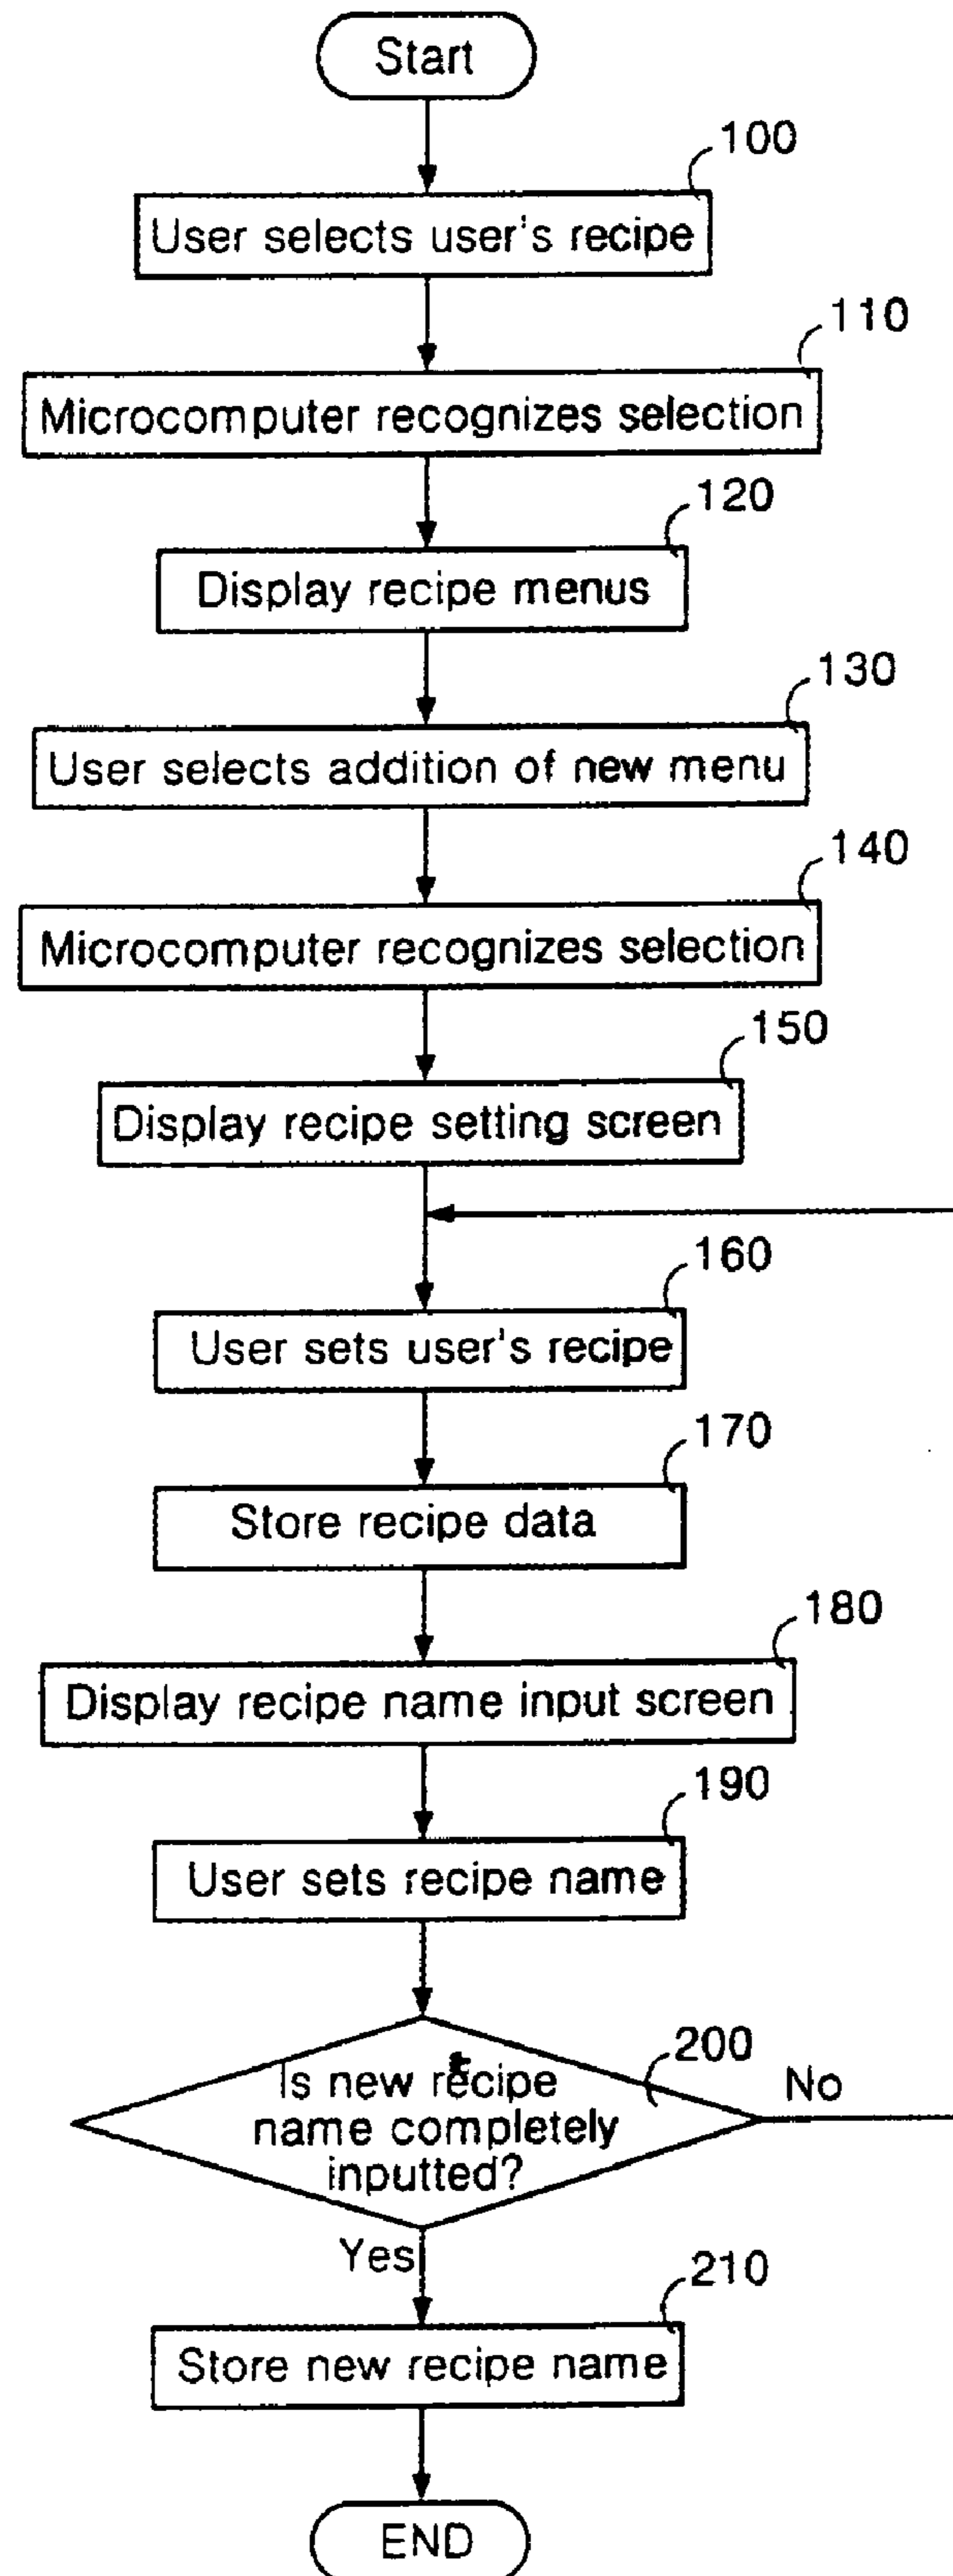 Start
100
User selects user's recipe
110
Microcomputer recognizes selection
120
Display recipe menus
130
User selects addition of new menu
140
Microcomputer recognizes selection
150
Display recipe setting screen
160
User sets user's recipe
170
Store recipe data
180
Display recipe name input screen
190
User sets recipe name
200
Is new recipe
name completely
inputted?
No
Yes
210
Store new recipe name
END